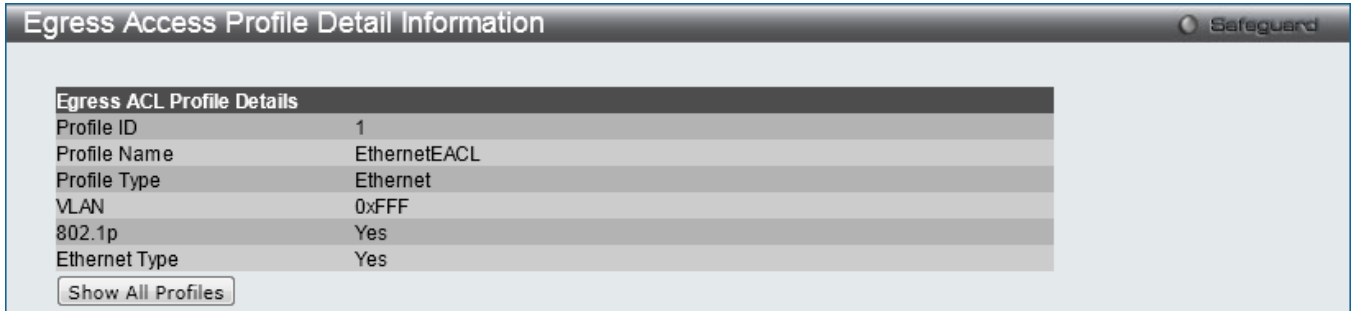 Egress Access Profile Detail Information
Safeguard
Egress ACL Profile Details
Profile ID 1
Profile Name EthernetEACL
Profile Type Ethernet
VLAN 0xFFF
802.1p Yes
Ethernet Type Yes
Show All Profiles